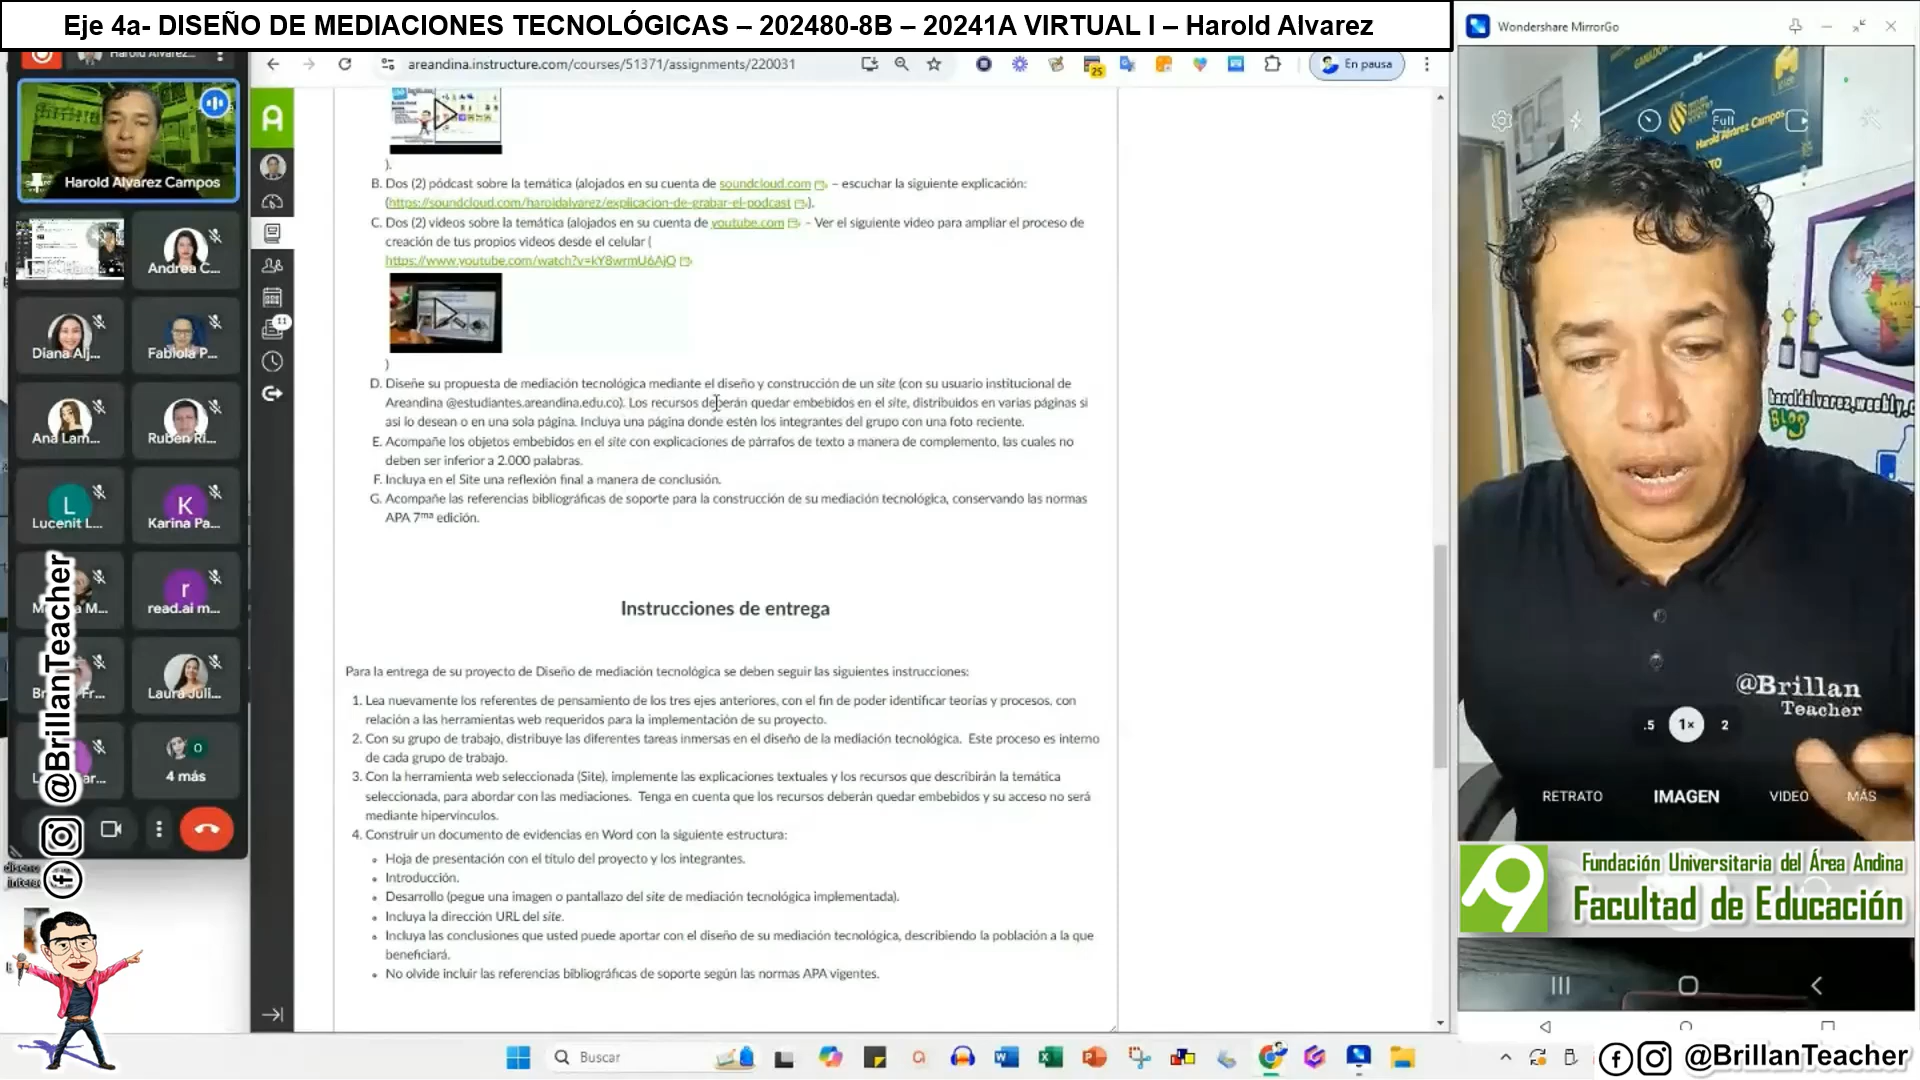 Eje 4a- DISEÑO DE MEDIACIONES TECNOLÓGICAS – 202480-8B – 20241A VIRTUAL I – Harold Alvarez
Wondershare MirrorGo
Harold Alvarez...
areandina.instructure.com/courses/51371/assignments/220031
25
En pausa
Full
GANADOR
Harold Alvarez Campos
Harold Alvarez Campos
).
B. Dos (2) pódcast sobre la temática (alojados en su cuenta de soundcloud.com – escuchar la siguiente explicación:
(https://soundcloud.com/haroldalvarez/explicacion-de-grabar-el-podcast ).
C. Dos (2) videos sobre la temática (alojados en su cuenta de youtube.com - Ver el siguiente video para ampliar el proceso de
creación de tus propios videos desde el celular (
https://www.youtube.com/watch?v=kY8wrmU6AjQ
)
D. Diseñe su propuesta de mediación tecnológica mediante el diseño y construcción de un site (con su usuario institucional de
Areandina @estudiantes.areandina.edu.co). Los recursos deberán quedar embebidos en el site, distribuidos en varias páginas si
así lo desean o en una sola página. Incluya una página donde estén los integrantes del grupo con una foto reciente.
E. Acompañe los objetos embebidos en el site con explicaciones de párrafos de texto a manera de complemento, las cuales no
deben ser inferior a 2.000 palabras.
F. Incluya en el Site una reflexión final a manera de conclusión.
G. Acompañe las referencias bibliográficas de soporte para la construcción de su mediación tecnológica, conservando las normas
APA 7ma edición.
Instrucciones de entrega
Para la entrega de su proyecto de Diseño de mediación tecnológica se deben seguir las siguientes instrucciones:
1. Lea nuevamente los referentes de pensamiento de los tres ejes anteriores, con el fin de poder identificar teorías y procesos, con
relación a las herramientas web requeridos para la implementación de su proyecto.
2. Con su grupo de trabajo, distribuye las diferentes tareas inmersas en el diseño de la mediación tecnológica. Este proceso es interno
de cada grupo de trabajo.
3. Con la herramienta web seleccionada (Site), implemente las explicaciones textuales y los recursos que describirán la temática
seleccionada, para abordar con las mediaciones. Tenga en cuenta que los recursos deberán quedar embebidos y su acceso no será
mediante hipervínculos.
4. Construir un documento de evidencias en Word con la siguiente estructura:
Hoja de presentación con el título del proyecto y los integrantes.
Introducción.
Desarrollo (pegue una imagen o pantallazo del site de mediación tecnológica implementada).
Incluya la dirección URL del site.
Incluya las conclusiones que usted puede aportar con el diseño de su mediación tecnológica, describiendo la población a la que
beneficiará.
No olvide incluir las referencias bibliográficas de soporte según las normas APA vigentes.
Andrea C...
Diana Alj...
Fabiola P...
Ana Lam...
Ruben Ri...
L
Lucenit L...
K
Karina Pa...
r
read.ai m...
Laura Juli...
4 más
11
@BrillanTeacher
haroldalvarez.weebly.c
BLOG
@Brillan
Teacher
.5
1×
2
RETRATO
IMAGEN
VIDEO
MÁS
Fundación Universitaria del Área Andina
Facultad de Educación
Buscar
@BrillanTeacher